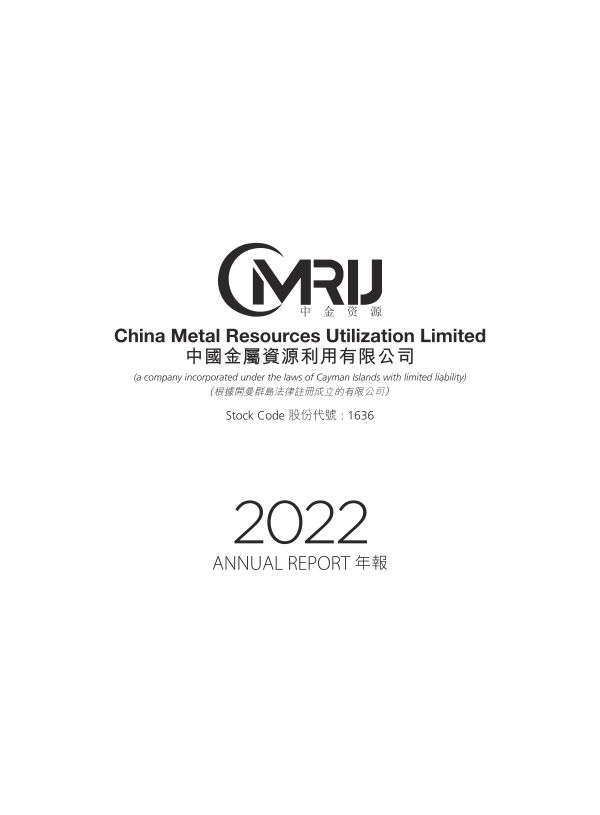 CMRU
中金资源
China Metal Resources Utilization Limited
中國金屬資源利用有限公司
(a company incorporated under the laws of Cayman Islands with limited liability)
（根據開曼群島法律註冊成立的有限公司）
Stock Code 股份代號 : 1636
2022
ANNUAL REPORT 年報